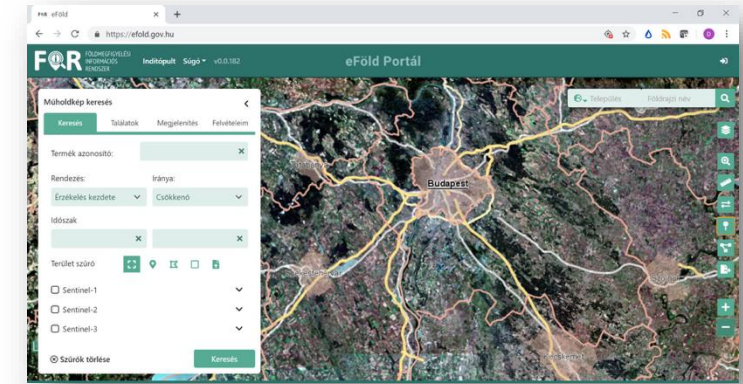 FOR eFöld
https://efold.gov.hu
D
FÖLDMEGFIGYELÉSI
INFORMÁCIÓS
RENDSZER
Indítópult Súgó v0.0.182
eFöld Portál
Műholdkép keresés
Keresés Találatok Megjelenítés Felvételeim
Termék azonosító:
Rendezés: Iránya:
Érzékelés kezdete Csökkenő
Időszak
Terület szűrő
Sentinel-1
Sentinel-2
Sentinel-3
Szűrők törlése Keresés
Település Földrajzi név
Budapest